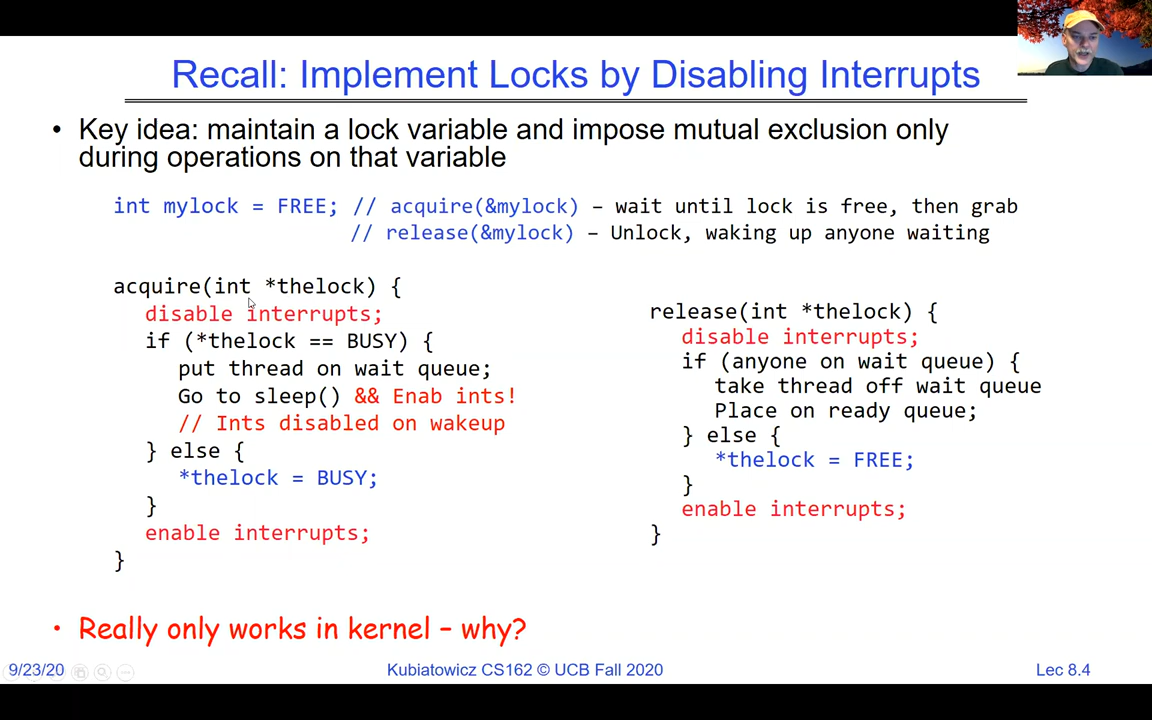 Recall: Implement Locks by Disabling Interrupts
• Key idea: maintain a lock variable and impose mutual exclusion only
during operations on that variable
int mylock = FREE; // acquire(&mylock) – wait until lock is free, then grab
// release(&mylock) – Unlock, waking up anyone waiting
acquire(int *thelock) {
disable interrupts;
if (*thelock == BUSY) {
put thread on wait queue;
Go to sleep() && Enab ints!
// Ints disabled on wakeup
} else {
*thelock = BUSY;
}
enable interrupts;
}
release(int *thelock) {
disable interrupts;
if (anyone on wait queue) {
take thread off wait queue
Place on ready queue;
} else {
*thelock = FREE;
}
enable interrupts;
}
• Really only works in kernel – why?
9/23/20
Kubiatowicz CS162 © UCB Fall 2020
Lec 8.4